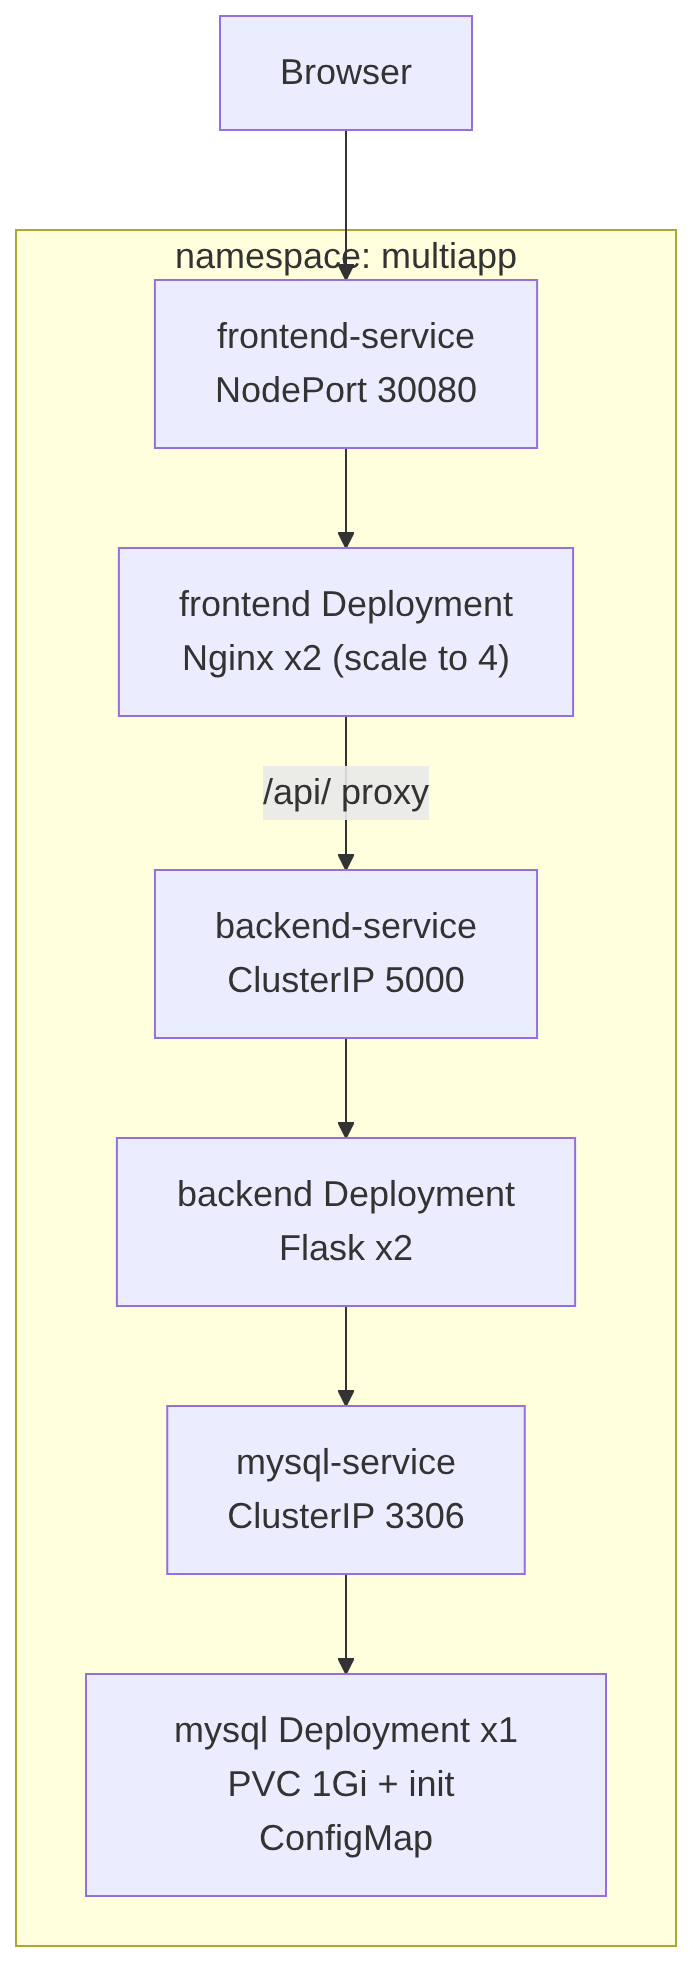 Browser
namespace: multiapp
frontend-service
NodePort 30080
frontend Deployment
Nginx x2 (scale to 4)
/api/ proxy
backend-service
ClusterIP 5000
backend Deployment
Flask x2
mysql-service
ClusterIP 3306
mysql Deployment x1
PVC 1Gi + init
ConfigMap